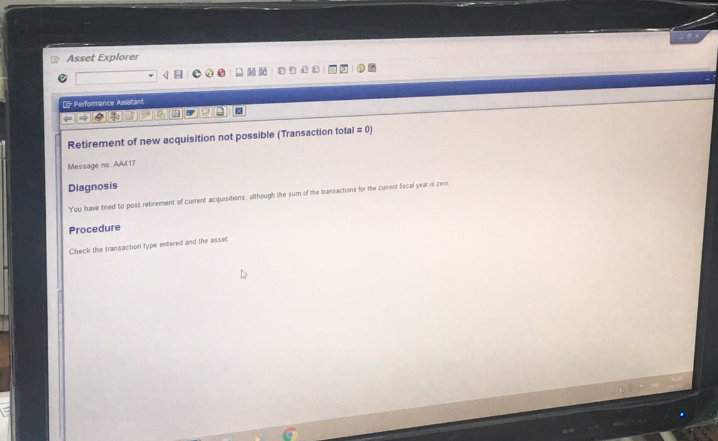 Asset Explorer
Performance Assistant
Retirement of new acquisition not possible (Transaction total = 0)
Message no. AA417
Diagnosis
You have tried to post retirement of current acquisitions, although the sum of the transactions for the current fiscal year is zero.
Procedure
Check the transaction type entered and the asset.